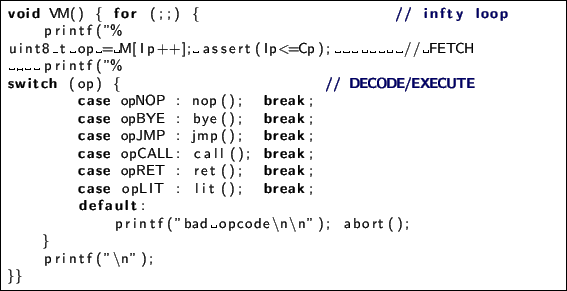 void VM() { for (;;) { // infty loop
printf("%
uint8␣t␣op␣=␣M[Ip++];␣assert(Ip<=Cp);␣␣␣␣␣␣␣␣//␣FETCH
␣␣␣␣printf("%
switch (op) { // DECODE/EXECUTE
case opNOP : nop(); break;
case opBYE : bye(); break;
case opJMP : jmp(); break;
case opCALL: call(); break;
case opRET : ret(); break;
case opLIT : lit(); break;
default:
printf("bad␣opcode\n\n"); abort();
}
printf("\n");
}}